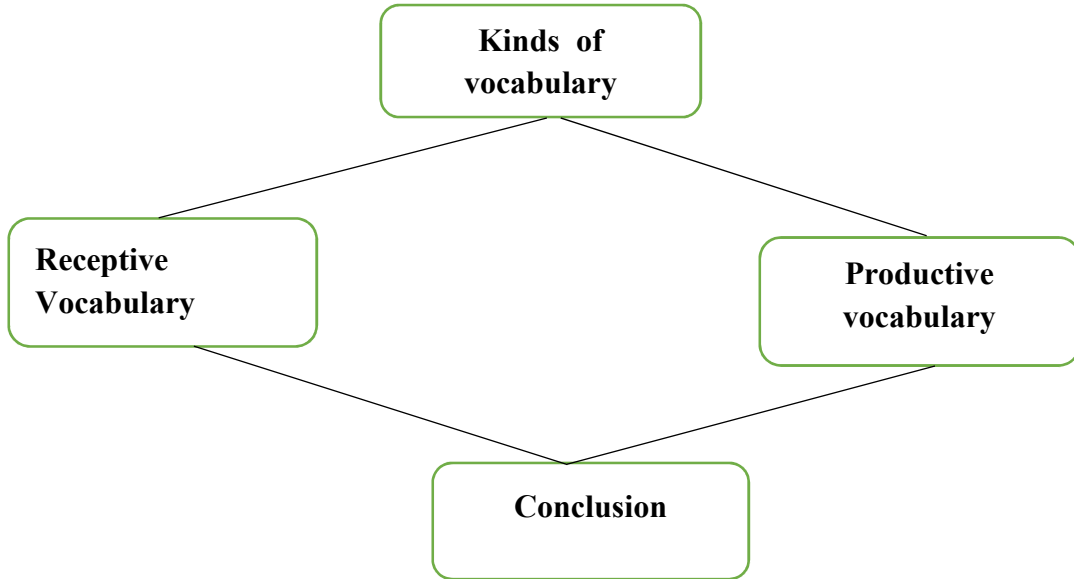 Kinds of
vocabulary
Receptive
Vocabulary
Productive
vocabulary
Conclusion